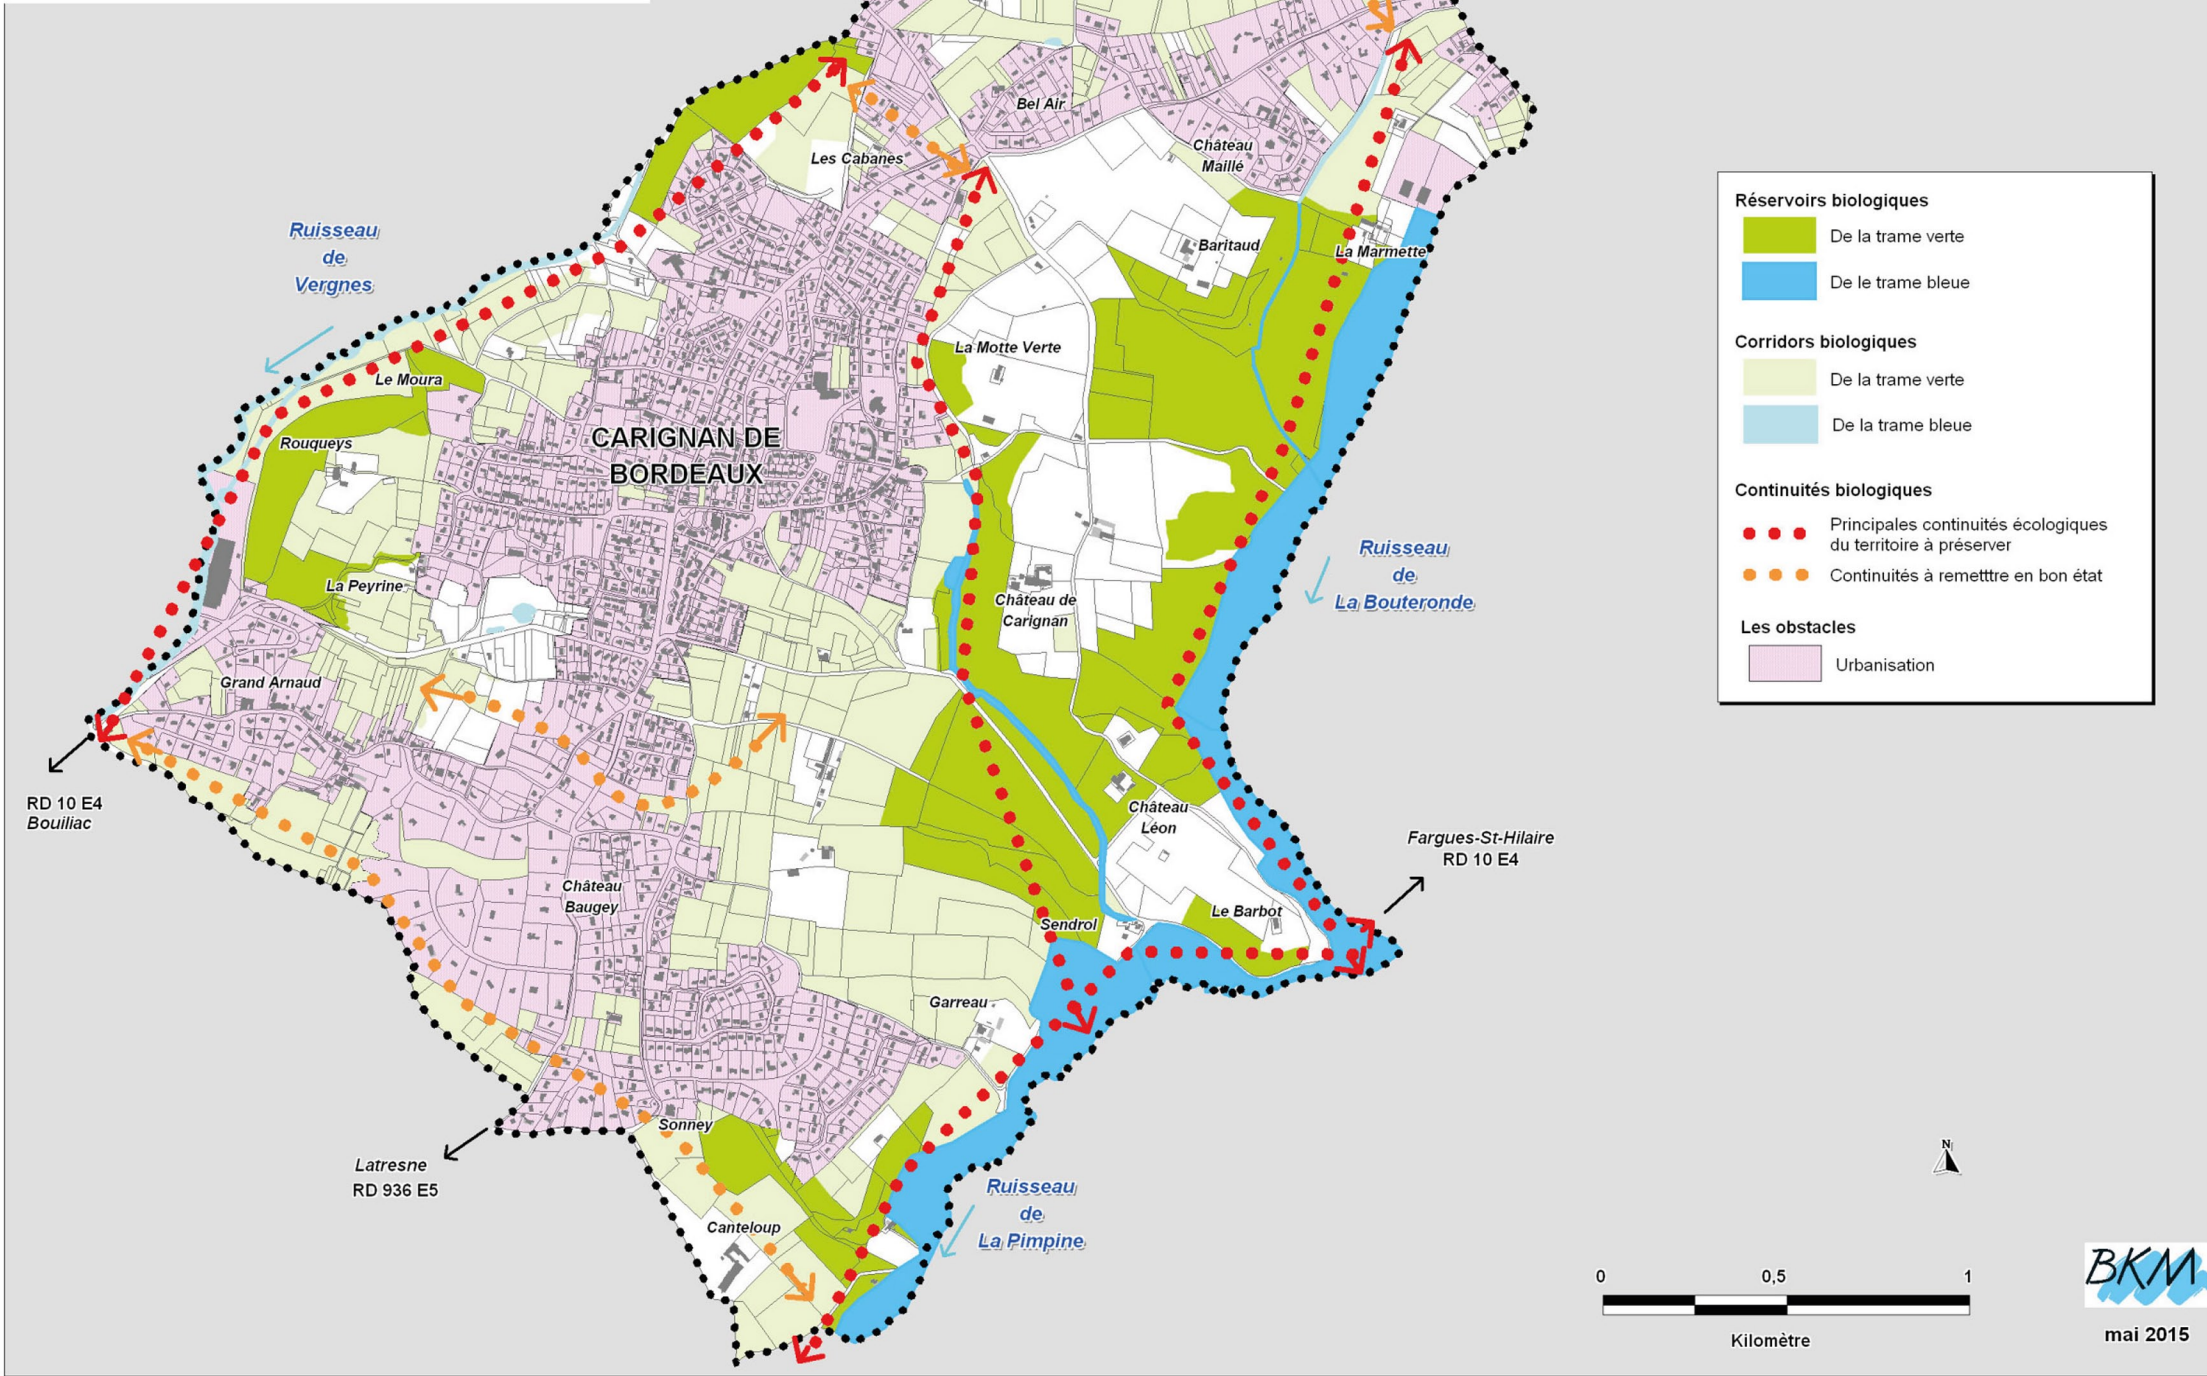 Bel Air
Château
Maillé
Les Cabanes
Ruisseau
de
Vergnes
Baritaud
La Marmette
La Motte Verte
Le Moura
Rouqueys
CARIGNAN DE
BORDEAUX
Ruisseau
de
La Bouteronde
La Peyrine
Château de
Carignan
Grand Arnaud
RD 10 E4
Bouiliac
Château
Léon
Fargues-St-Hilaire
RD 10 E4
Château
Baugey
Le Barbot
Sendrol
Garreau
Sonney
Latresne
RD 936 E5
Canteloup
Ruisseau
de
La Pimpine
Réservoirs biologiques
De la trame verte
De le trame bleue
Corridors biologiques
De la trame verte
De la trame bleue
Continuités biologiques
Principales continuités écologiques
du territoire à préserver
Continuités à remetttre en bon état
Les obstacles
Urbanisation
N
0 0,5 1
Kilomètre
BKM
mai 2015